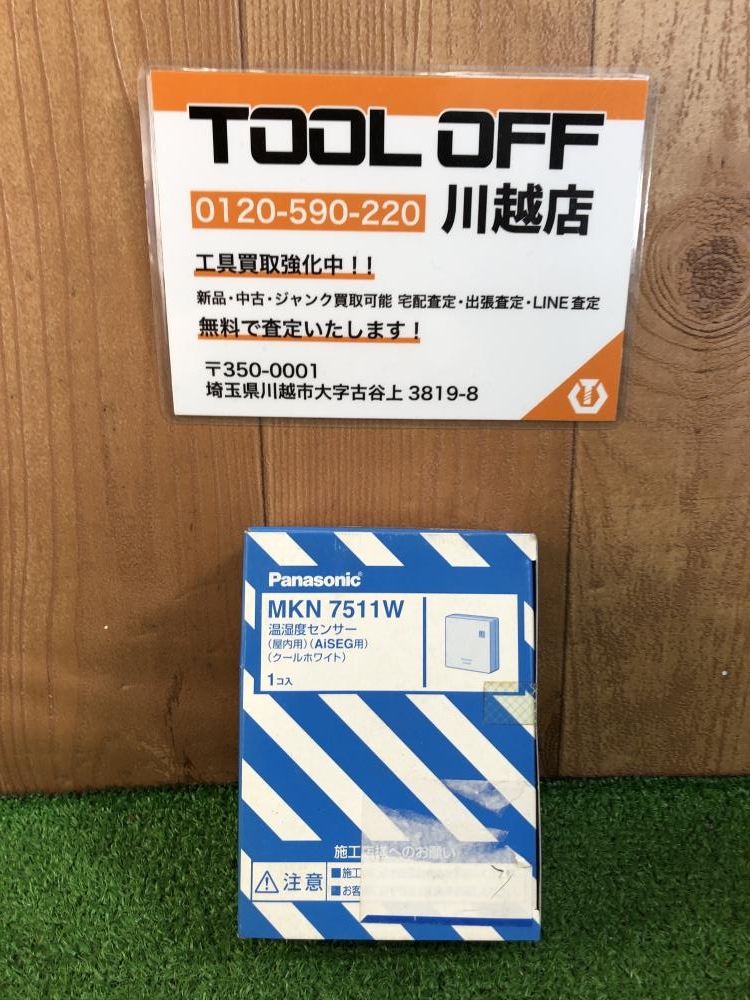 TOOL OFF
0120-590-220 川越店
工具買取強化中！！
新品・中古・ジャンク買取可能 宅配査定・出張査定・LINE査定
無料で査定いたします！
〒350-0001
埼玉県川越市大字古谷上 3819-8
Panasonic
MKN 7511W
温湿度センサー
(屋内用)(AiSEG用)
(クールホワイト)
1コ入
施工店様へのお願い
注意
■施工
■お客